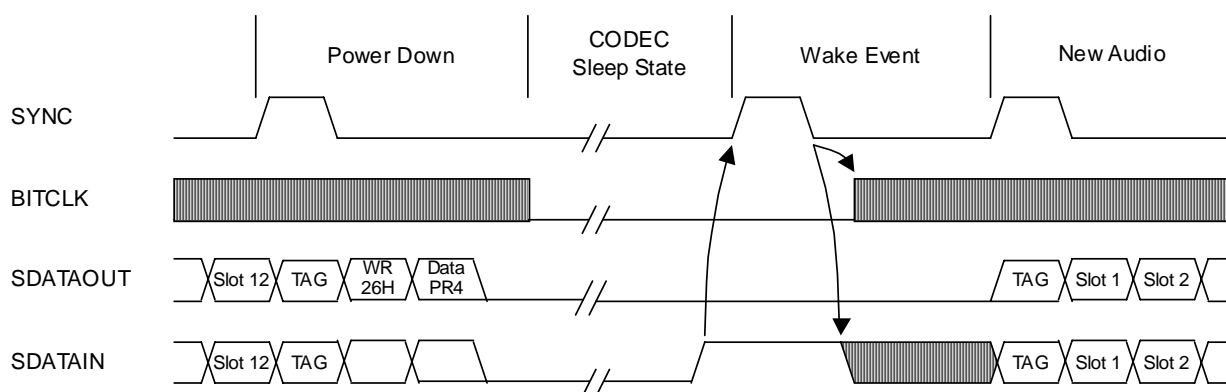 Power Down
CODEC
Sleep State
Wake Event
New Audio
SYNC
BITCLK
SDATAOUT
Slot 12
TAG
WR
26H
Data
PR4
TAG
Slot 1
Slot 2
SDATAIN
Slot 12
TAG
TAG
Slot 1
Slot 2